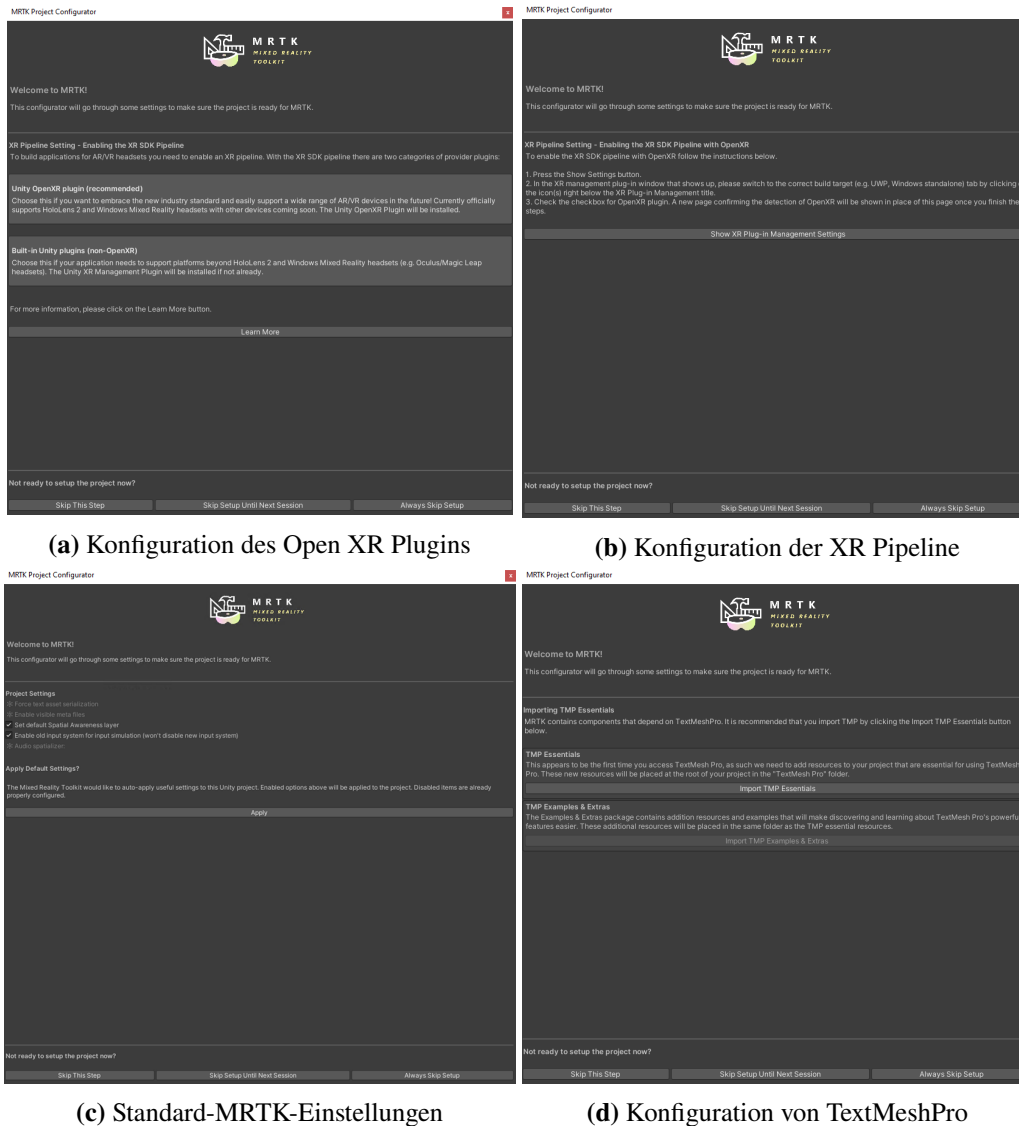 MRTK Project Configurator
x
MRTK
MIXED REALITY
TOOLKIT
Welcome to MRTK!
This configurator will go through some settings to make sure the project is ready for MRTK.
XR Pipeline Setting - Enabling the XR SDK Pipeline
To build applications for AR/VR headsets you need to enable an XR pipeline. With the XR SDK pipeline there are two categories of provider plugins:
Unity OpenXR plugin (recommended)
Choose this if you want to embrace the new industry standard and easily support a wide range of AR/VR devices in the future! Currently officially
supports HoloLens 2 and Windows Mixed Reality headsets with other devices coming soon. The Unity OpenXR Plugin will be installed.
Built-in Unity plugins (non-OpenXR)
Choose this if your application needs to support platforms beyond HoloLens 2 and Windows Mixed Reality headsets (e.g. Oculus/Magic Leap
headsets). The Unity XR Management Plugin will be installed if not already.
For more information, please click on the Learn More button.
Learn More
Not ready to setup the project now?
Skip This Step Skip Setup Until Next Session Always Skip Setup
(a) Konfiguration des Open XR Plugins
MRTK Project Configurator
MRTK
MIXED REALITY
TOOLKIT
Welcome to MRTK!
This configurator will go through some settings to make sure the project is ready for MRTK.
XR Pipeline Setting - Enabling the XR SDK Pipeline with OpenXR
To enable the XR SDK pipeline with OpenXR follow the instructions below.
1. Press the Show Settings button.
2. In the XR management plug-in window that shows up, please switch to the correct build target (e.g. UWP, Windows standalone) tab by clicking
the icon(s) right below the XR Plug-in Management title.
3. Check the checkbox for OpenXR plugin. A new page confirming the detection of OpenXR will be shown in place of this page once you finish the
steps.
Show XR Plug-in Management Settings
Not ready to setup the project now?
Skip This Step Skip Setup Until Next Session Always Skip Setup
(b) Konfiguration der XR Pipeline
MRTK Project Configurator
x
MRTK
MIXED REALITY
TOOLKIT
Welcome to MRTK!
This configurator will go through some settings to make sure the project is ready for MRTK.
Project Settings
Force text asset serialization
Enable visible meta files
Set default Spatial Awareness layer
Enable old input system for input simulation (won't disable new input system)
Audio spatializer:
Apply Default Settings?
The Mixed Reality Toolkit would like to auto-apply useful settings to this Unity project. Enabled options above will be applied to the project. Disabled items are already
properly configured.
Apply
Not ready to setup the project now?
Skip This Step Skip Setup Until Next Session Always Skip Setup
(c) Standard-MRTK-Einstellungen
MRTK Project Configurator
MRTK
MIXED REALITY
TOOLKIT
Welcome to MRTK!
This configurator will go through some settings to make sure the project is ready for MRTK.
Importing TMP Essentials
MRTK contains components that depend on TextMeshPro. It is recommended that you import TMP by clicking the Import TMP Essentials button
below.
TMP Essentials
This appears to be the first time you access TextMesh Pro, as such we need to add resources to your project that are essential for using TextMesh
Pro. These new resources will be placed at the root of your project in the "TextMesh Pro" folder.
Import TMP Essentials
TMP Examples & Extras
The Examples & Extras package contains addition resources and examples that will make discovering and learning about TextMesh Pro's powerfu
features easier. These additional resources will be placed in the same folder as the TMP essential resources.
Import TMP Examples & Extras
Not ready to setup the project now?
Skip This Step Skip Setup Until Next Session Always Skip Setup
(d) Konfiguration von TextMeshPro